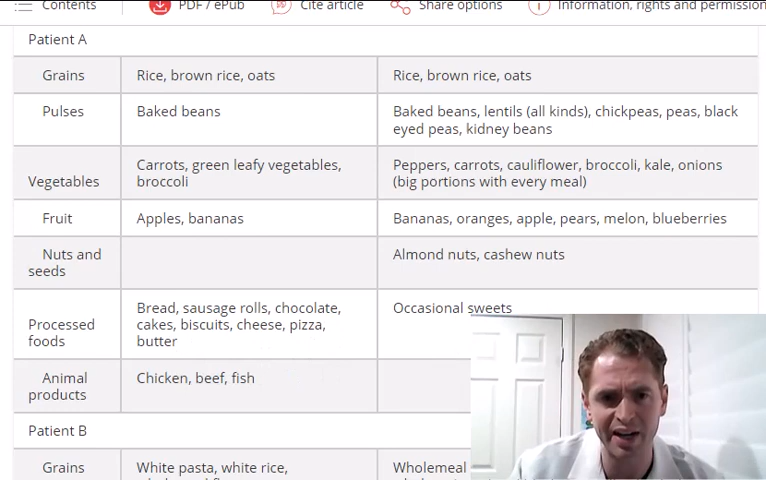 Contents PDF / ePub Cite article Share options Information, rights and permission
Patient A
Grains Rice, brown rice, oats Rice, brown rice, oats
Pulses Baked beans Baked beans, lentils (all kinds), chickpeas, peas, black
eyed peas, kidney beans
Carrots, green leafy vegetables, Peppers, carrots, cauliflower, broccoli, kale, onions
Vegetables broccoli (big portions with every meal)
Fruit Apples, bananas Bananas, oranges, apple, pears, melon, blueberries
Nuts and Almond nuts, cashew nuts
seeds
Bread, sausage rolls, chocolate, Occasional sweets
Processed cakes, biscuits, cheese, pizza,
foods butter
Animal Chicken, beef, fish
products
Patient B
Grains White pasta, white rice, Wholemeal